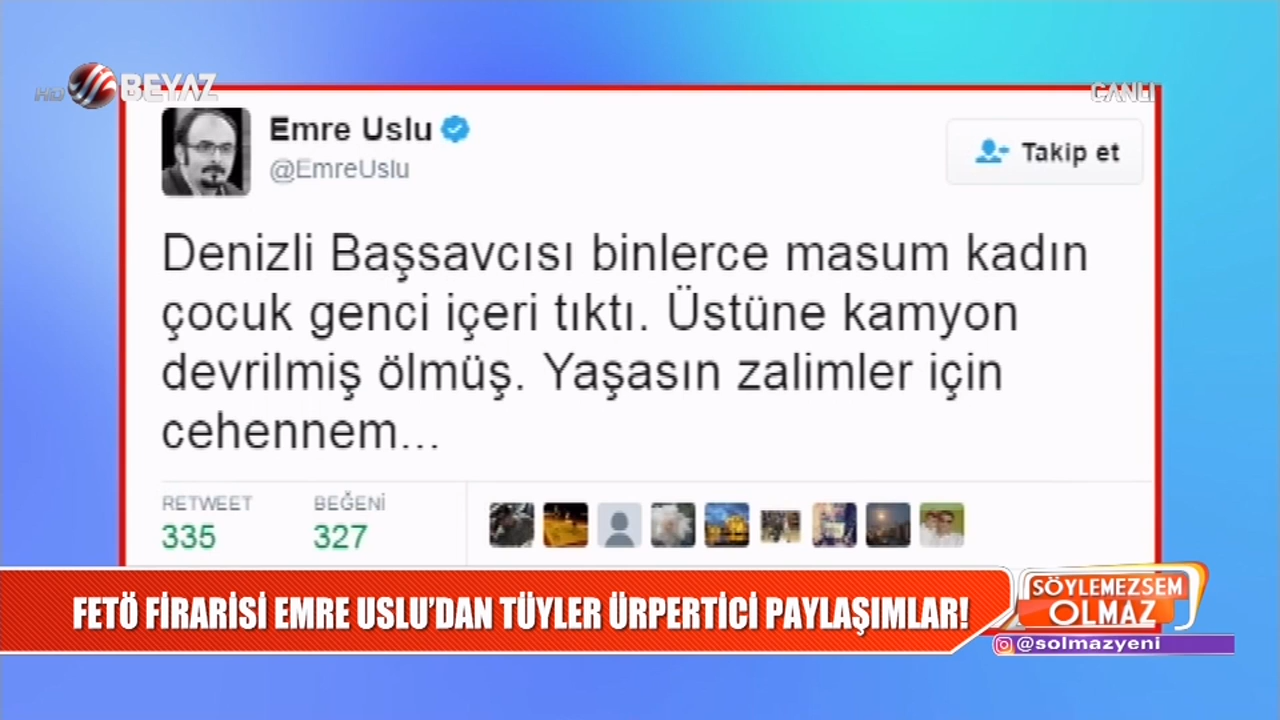 HD BEYAZ
CANLI
Emre Uslu
@EmreUslu
Takip et
Denizli Başsavcısı binlerce masum kadın
çocuk genci içeri tıktı. Üstüne kamyon
devrilmiş ölmüş. Yaşasın zalimler için
cehennem...
RETWEET BEĞENİ
335 327
FETÖ FİRARİSİ EMRE USLU'DAN TÜYLER ÜRPERTİCİ PAYLAŞIMLAR!
SÖYLEMEZSEM
OLMAZ
@solmazyeni